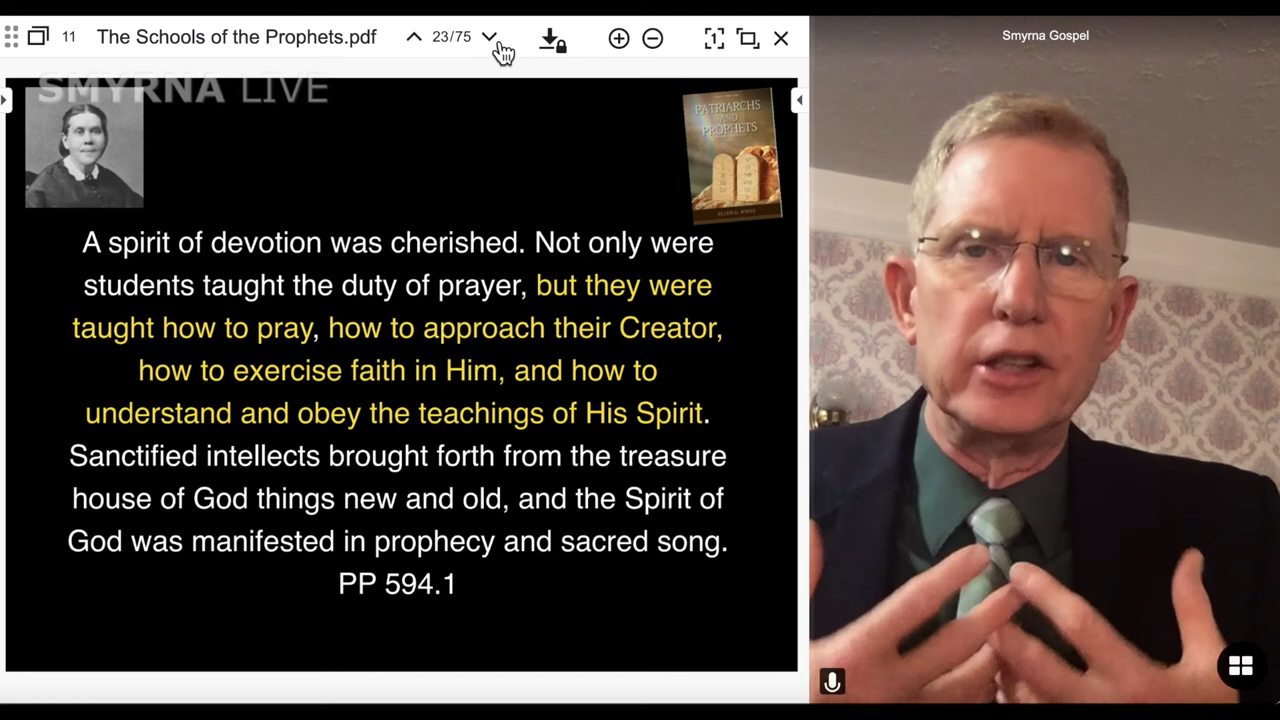 11 The Schools of the Prophets.pdf 23/75
Smyrna Gospel
SMYRNA LIVE
PATRIARCHS
AND
PROPHETS
ELLEN G. WHITE
A spirit of devotion was cherished. Not only were
students taught the duty of prayer, but they were
taught how to pray, how to approach their Creator,
how to exercise faith in Him, and how to
understand and obey the teachings of His Spirit.
Sanctified intellects brought forth from the treasure
house of God things new and old, and the Spirit of
God was manifested in prophecy and sacred song.
PP 594.1